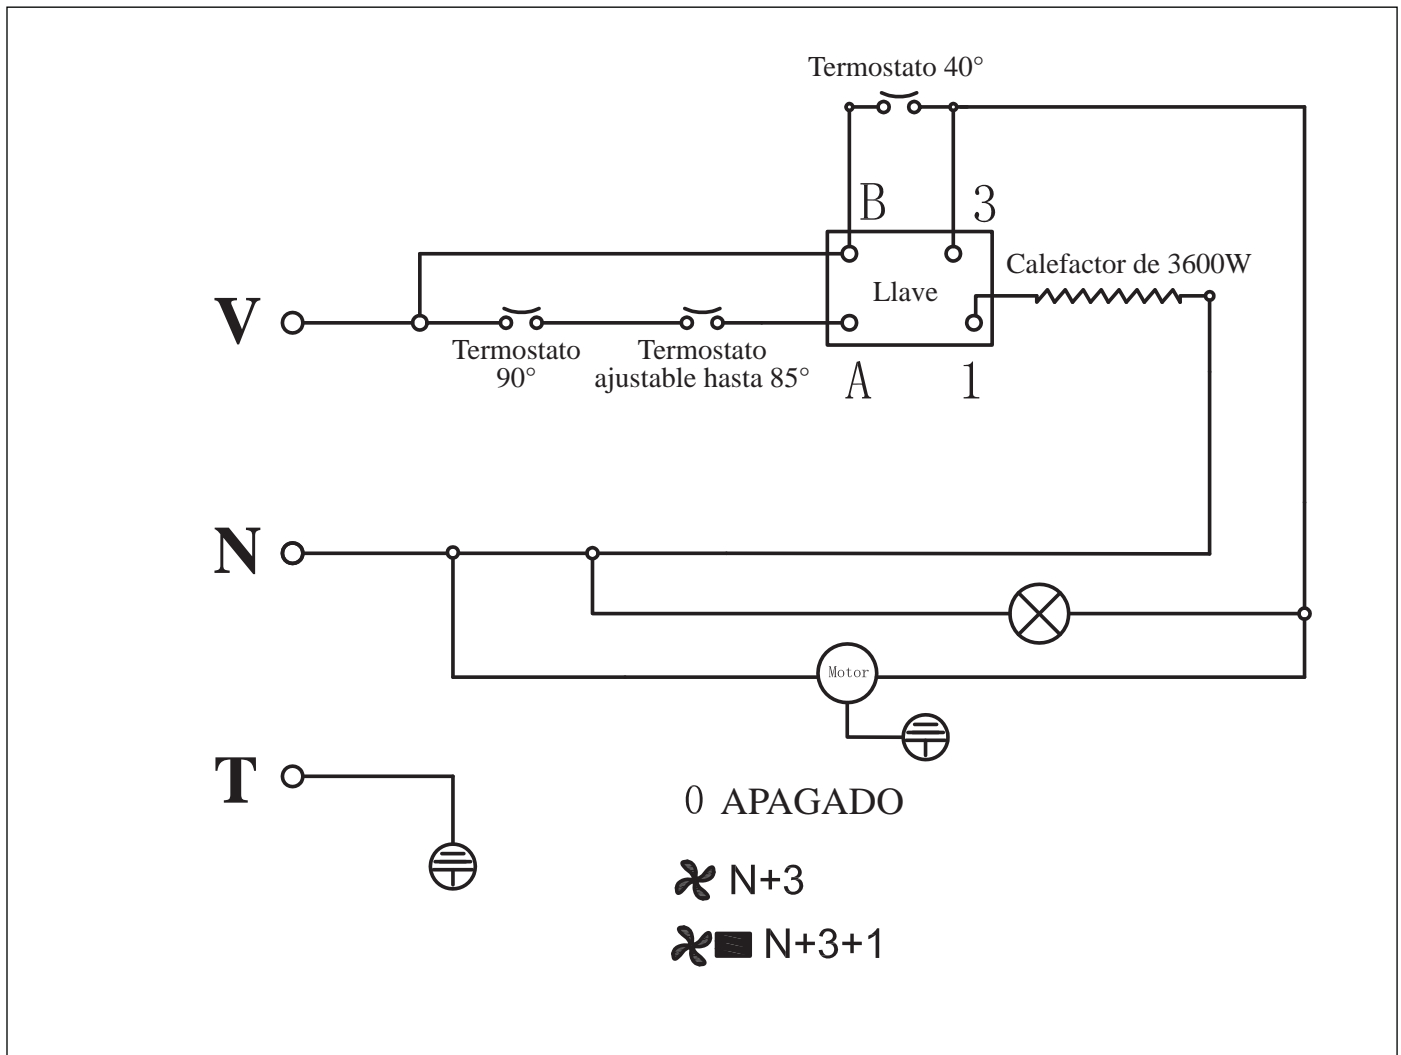 Termostato 40°
B
3
Calefactor de 3600W
Llave
V
Termostato
90°
Termostato
ajustable hasta 85°
A
1
N
Motor
T
0 APAGADO
N+3
N+3+1